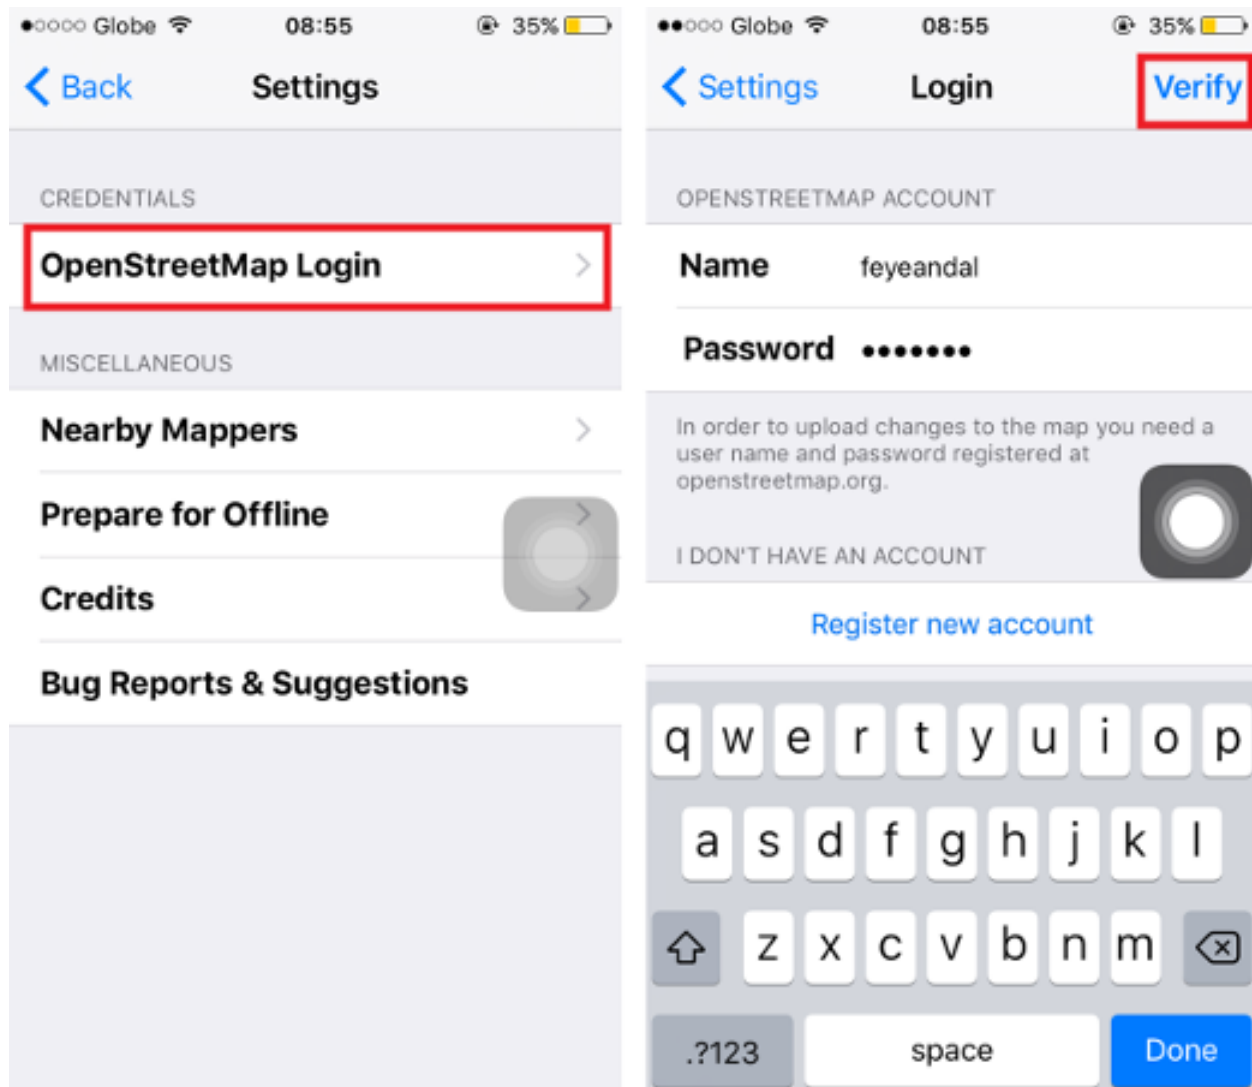 Globe 08:55 35%
Back Settings
CREDENTIALS
OpenStreetMap Login
MISCELLANEOUS
Nearby Mappers
Prepare for Offline
Credits
Bug Reports & Suggestions
Globe 08:55 35%
Settings Login Verify
OPENSTREETMAP ACCOUNT
Name feyeandal
Password •••••••
In order to upload changes to the map you need a
user name and password registered at
openstreetmap.org.
I DON'T HAVE AN ACCOUNT
Register new account
q w e r t y u i o p
a s d f g h j k l
z x c v b n m
.?123 space Done